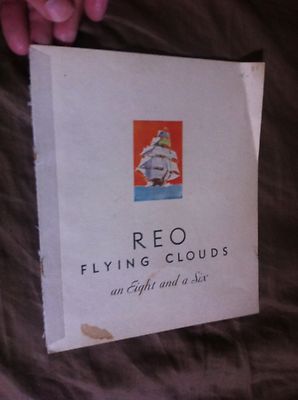 REO
FLYING CLOUDS
an Eight and a Six